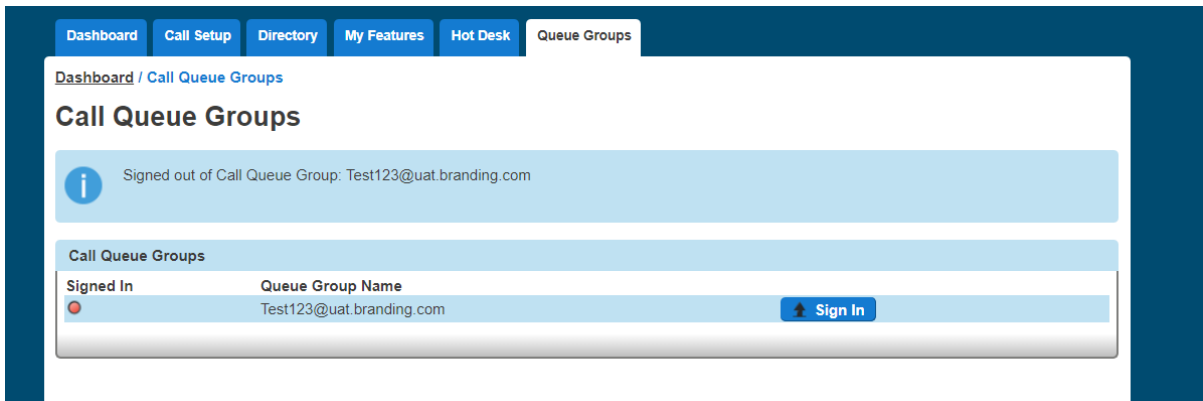 Dashboard Call Setup Directory My Features Hot Desk Queue Groups
Dashboard / Call Queue Groups
Call Queue Groups
Signed out of Call Queue Group: Test123@uat.branding.com
Call Queue Groups
Signed In Queue Group Name
Test123@uat.branding.com Sign In